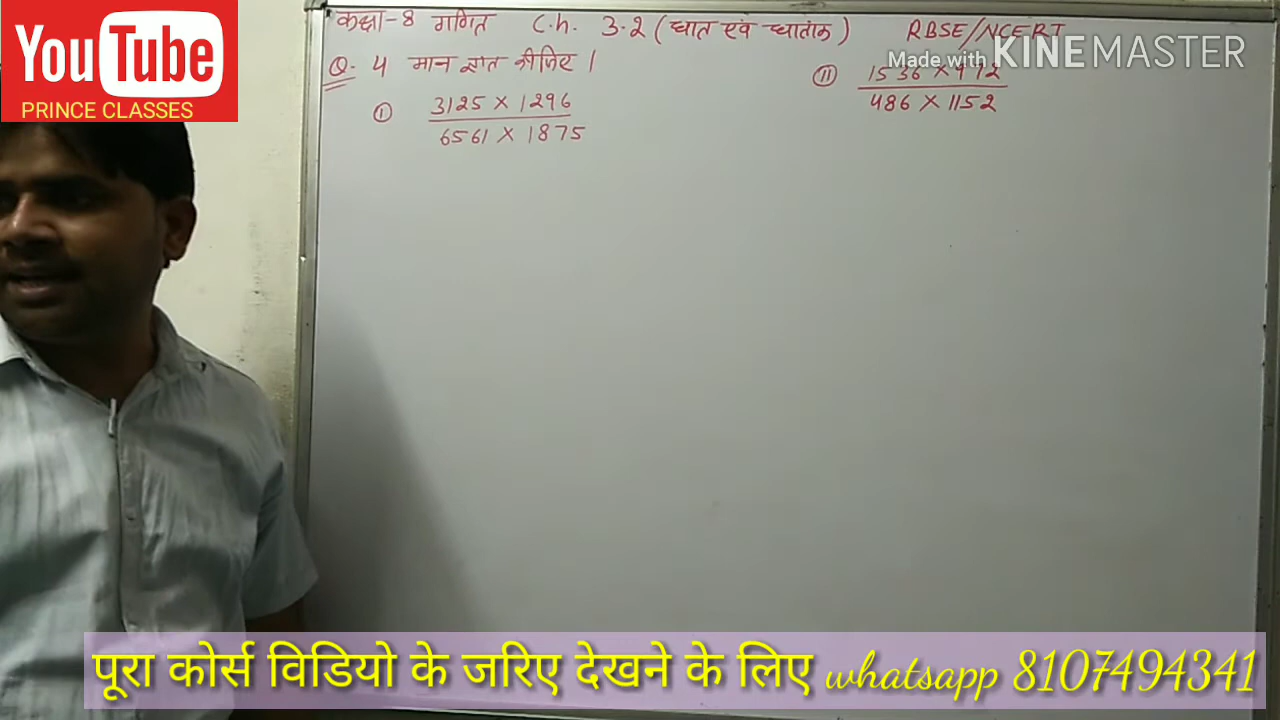 YouTube
PRINCE CLASSES
कक्षा-8 गणित Ch. 3.2 (घात एवं घातांक) RBSE/NCERT
Made with KINEMASTER
Q. 4 मान ज्ञात कीजिए।
① 3125 × 1296
6561 × 1875
⑪ 1536 × 972
486 × 1152
पूरा कोर्स विडियो के जरिए देखने के लिए whatsapp 8107494341